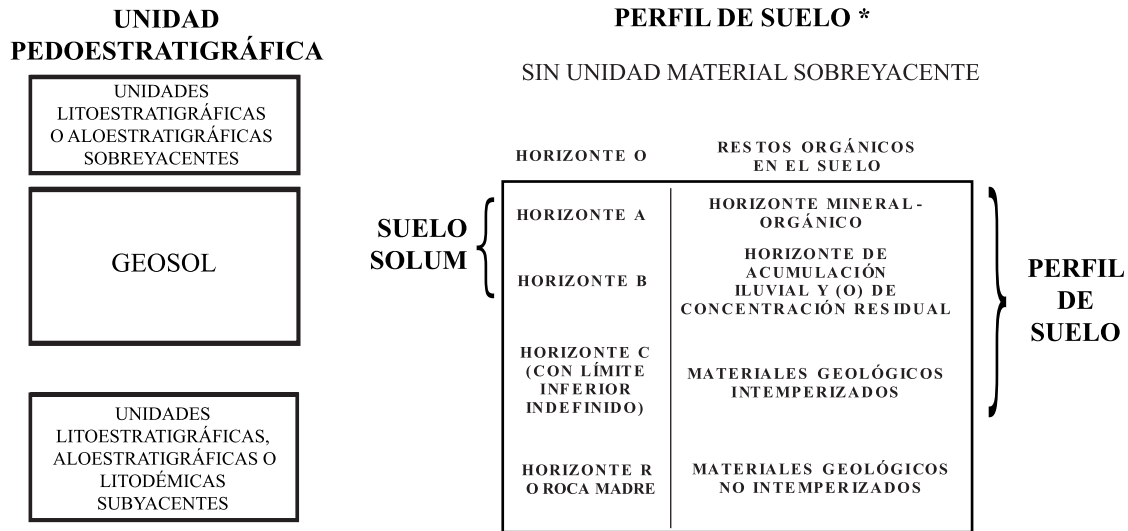 UNIDAD
PEDOESTRATIGRÁFICA
UNIDADES
LITOESTRATIGRÁFICAS
O ALOESTRATIGRÁFICAS
SOBREYACENTES
GEOSOL
UNIDADES
LITOESTRATIGRÁFICAS,
ALOESTRATIGRÁFICAS O
LITODÉMICAS
SUBYACENTES
PERFIL DE SUELO *
SIN UNIDAD MATERIAL SOBREYACENTE
HORIZONTE O
RESTOS ORGÁNICOS
EN EL SUELO
SUELO
SOLUM
HORIZONTE A
HORIZONTE MINERAL-
ORGÁNICO
HORIZONTE B
HORIZONTE DE
ACUMULACIÓN
ILUVIAL Y (O) DE
CONCENTRACIÓN RESIDUAL
HORIZONTE C
(CON LÍMITE
INFERIOR
INDEFINIDO)
MATERIALES GEOLÓGICOS
INTEMPERIZADOS
HORIZONTE R
O ROCA MADRE
MATERIALES GEOLÓGICOS
NO INTEMPERIZADOS
PERFIL
DE
SUELO